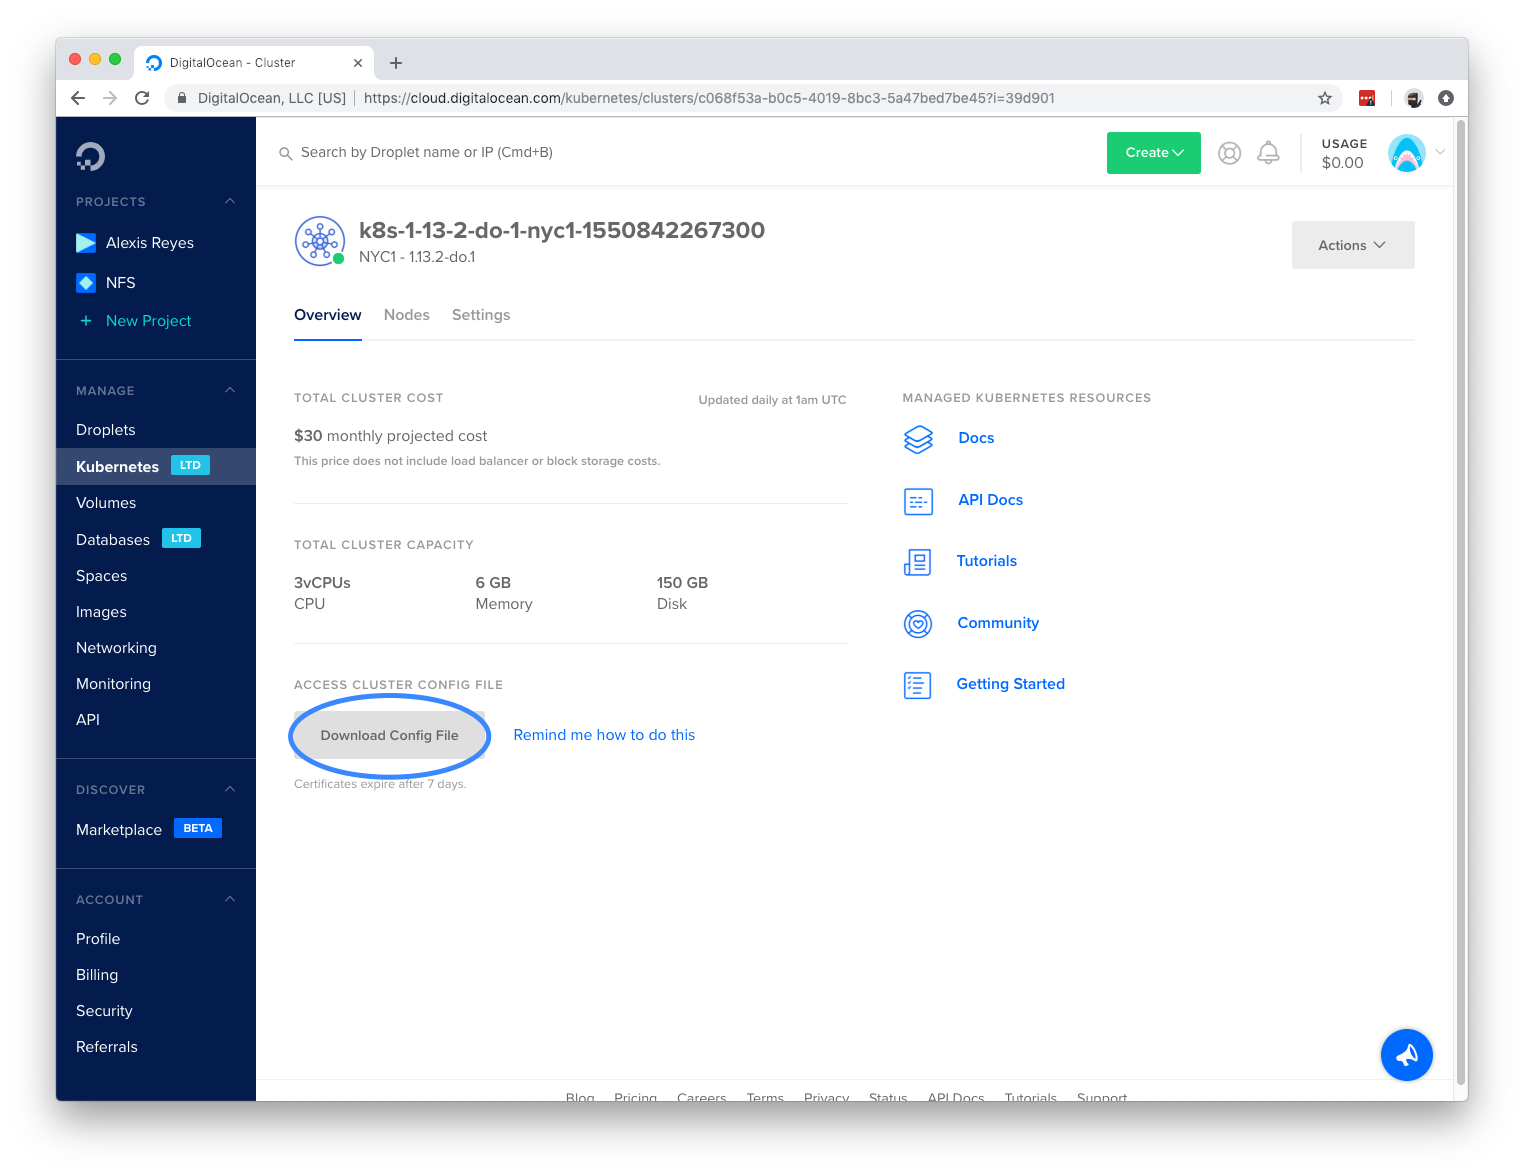 DigitalOcean - Cluster
DigitalOcean, LLC [US] https://cloud.digitalocean.com/kubernetes/clusters/c068f53a-b0c5-4019-8bc3-5a47bed7be45?i=39d901
Search by Droplet name or IP (Cmd+B)
Create
USAGE
$0.00
PROJECTS
Alexis Reyes
NFS
+ New Project
MANAGE
Droplets
Kubernetes LTD
Volumes
Databases LTD
Spaces
Images
Networking
Monitoring
API
DISCOVER
Marketplace BETA
ACCOUNT
Profile
Billing
Security
Referrals
k8s-1-13-2-do-1-nyc1-1550842267300
NYC1 - 1.13.2-do.1
Actions
Overview Nodes Settings
TOTAL CLUSTER COST Updated daily at 1am UTC
$30 monthly projected cost
This price does not include load balancer or block storage costs.
TOTAL CLUSTER CAPACITY
3vCPUs 6 GB 150 GB
CPU Memory Disk
ACCESS CLUSTER CONFIG FILE
Download Config File Remind me how to do this
Certificates expire after 7 days.
MANAGED KUBERNETES RESOURCES
Docs
API Docs
Tutorials
Community
Getting Started
Blog Pricing Careers Terms Privacy Status API Docs Tutorials Support